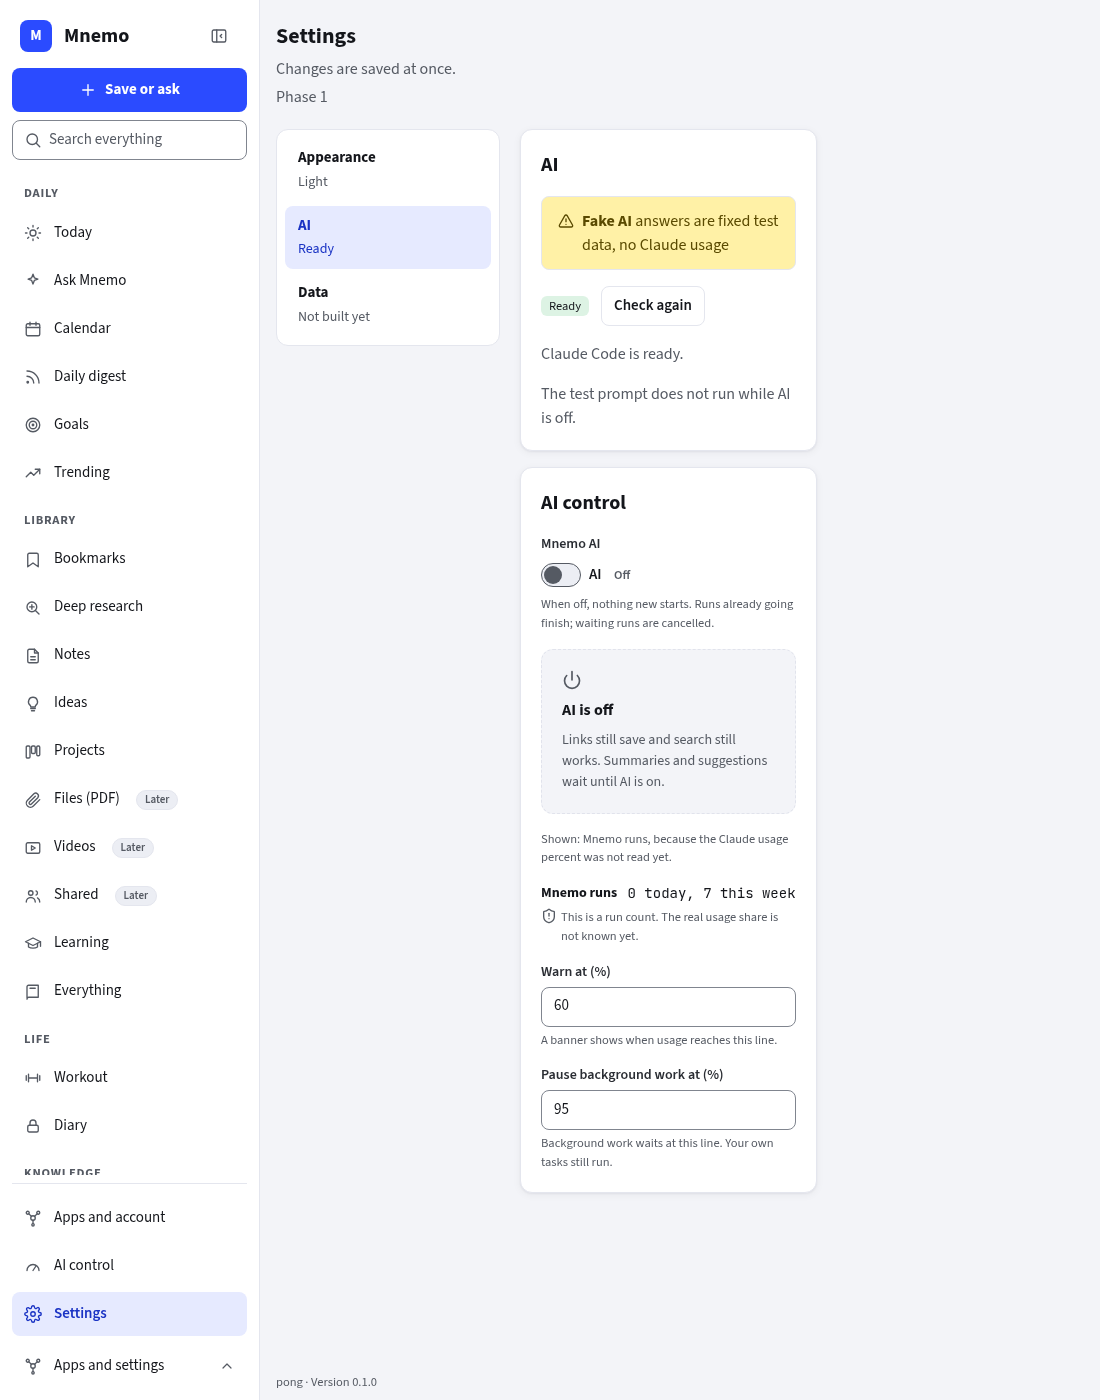 M Mnemo
Save or ask
Search everything
DAILY
Today
Ask Mnemo
Calendar
Daily digest
Goals
Trending
LIBRARY
Bookmarks
Deep research
Notes
Ideas
Projects
Files (PDF) Later
Videos Later
Shared Later
Learning
Everything
LIFE
Workout
Diary
KNOWLEDGE
Apps and account
AI control
Settings
Apps and settings
Settings
Changes are saved at once.
Phase 1
Appearance
Light
AI
Ready
Data
Not built yet
AI
Fake AI answers are fixed test
data, no Claude usage
Ready Check again
Claude Code is ready.
The test prompt does not run while AI
is off.
AI control
Mnemo AI
AI Off
When off, nothing new starts. Runs already going
finish; waiting runs are cancelled.
AI is off
Links still save and search still
works. Summaries and suggestions
wait until AI is on.
Shown: Mnemo runs, because the Claude usage
percent was not read yet.
Mnemo runs 0 today, 7 this week
This is a run count. The real usage share is
not known yet.
Warn at (%)
60
A banner shows when usage reaches this line.
Pause background work at (%)
95
Background work waits at this line. Your own
tasks still run.
pong · Version 0.1.0